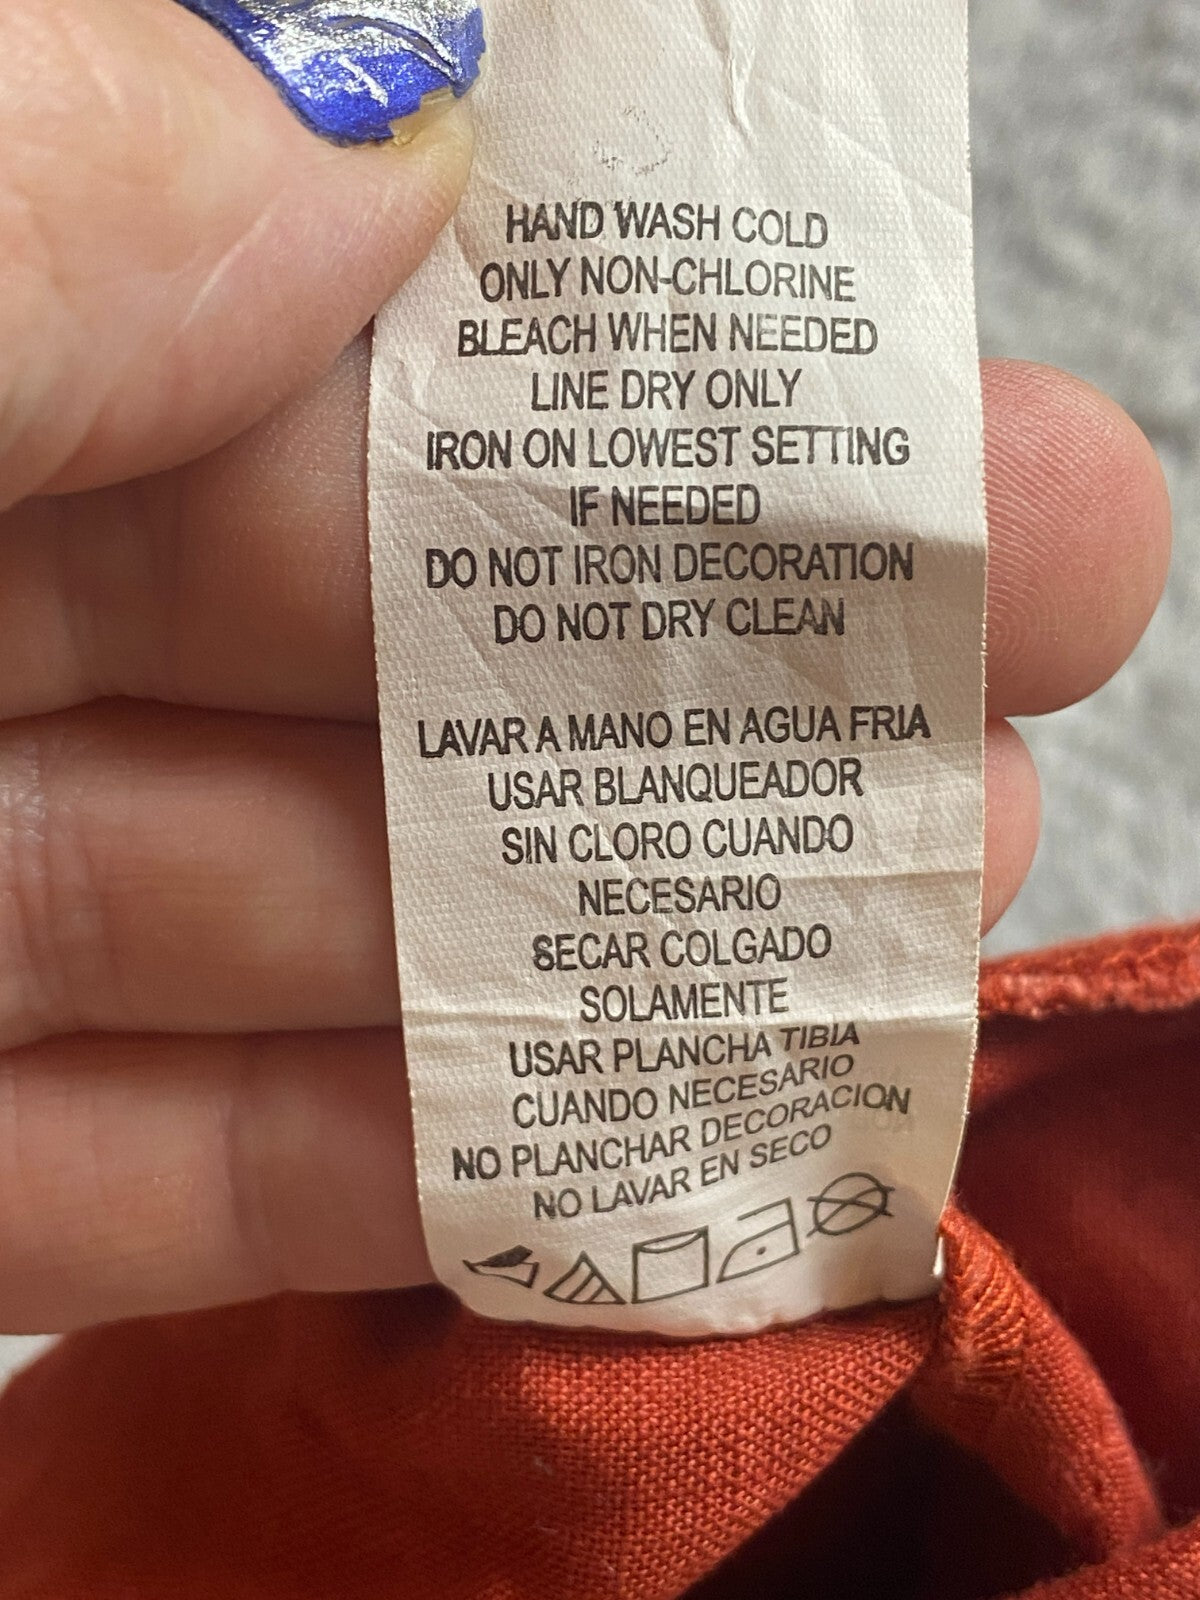 HAND WASH COLD
ONLY NON-CHLORINE
BLEACH WHEN NEEDED
LINE DRY ONLY
IRON ON LOWEST SETTING
IF NEEDED
DO NOT IRON DECORATION
DO NOT DRY CLEAN
LAVAR A MANO EN AGUA FRIA
USAR BLANQUEADOR
SIN CLORO CUANDO
NECESARIO
SECAR COLGADO
SOLAMENTE
USAR PLANCHA TIBIA
CUANDO NECESARIO
NO PLANCHAR DECORACION
NO LAVAR EN SECO